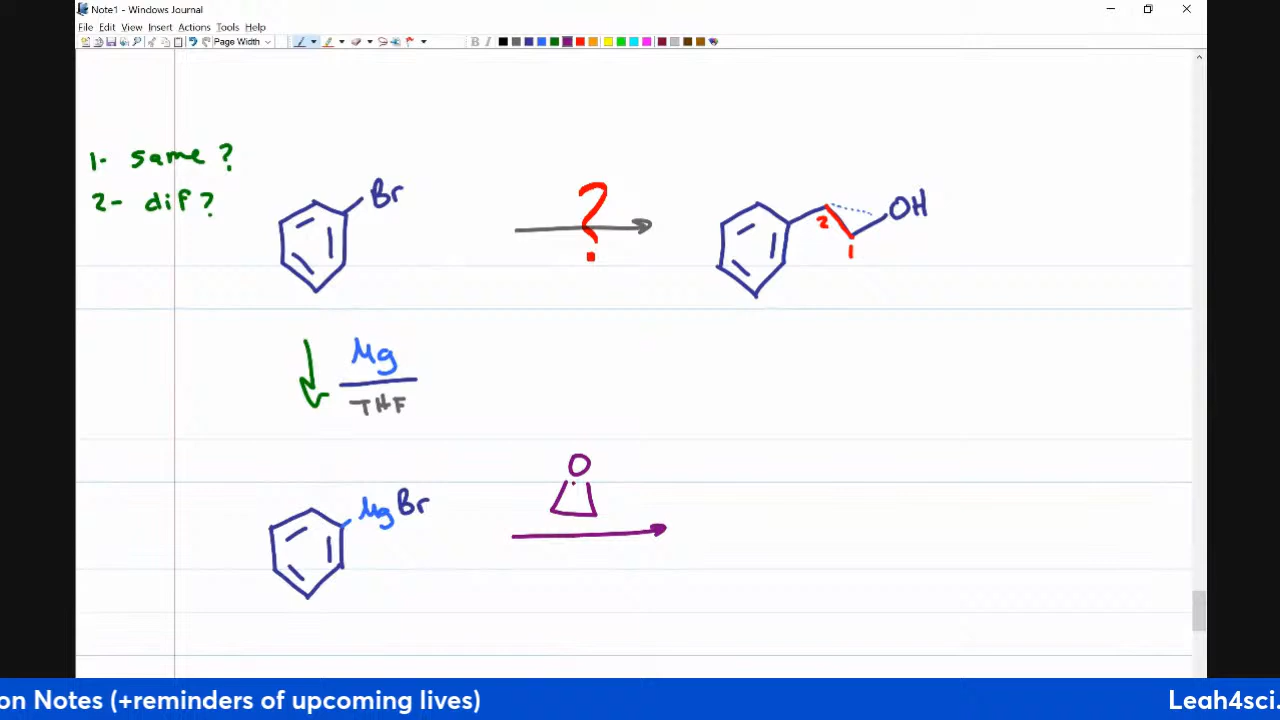 Note1 - Windows Journal
File Edit View Insert Actions Tools Help
Page Width
B I
1- same ?
2- dif ?
Br
?
OH
2
1
Mg
THF
O
MgBr
on Notes (+reminders of upcoming lives)
Leah4sci.